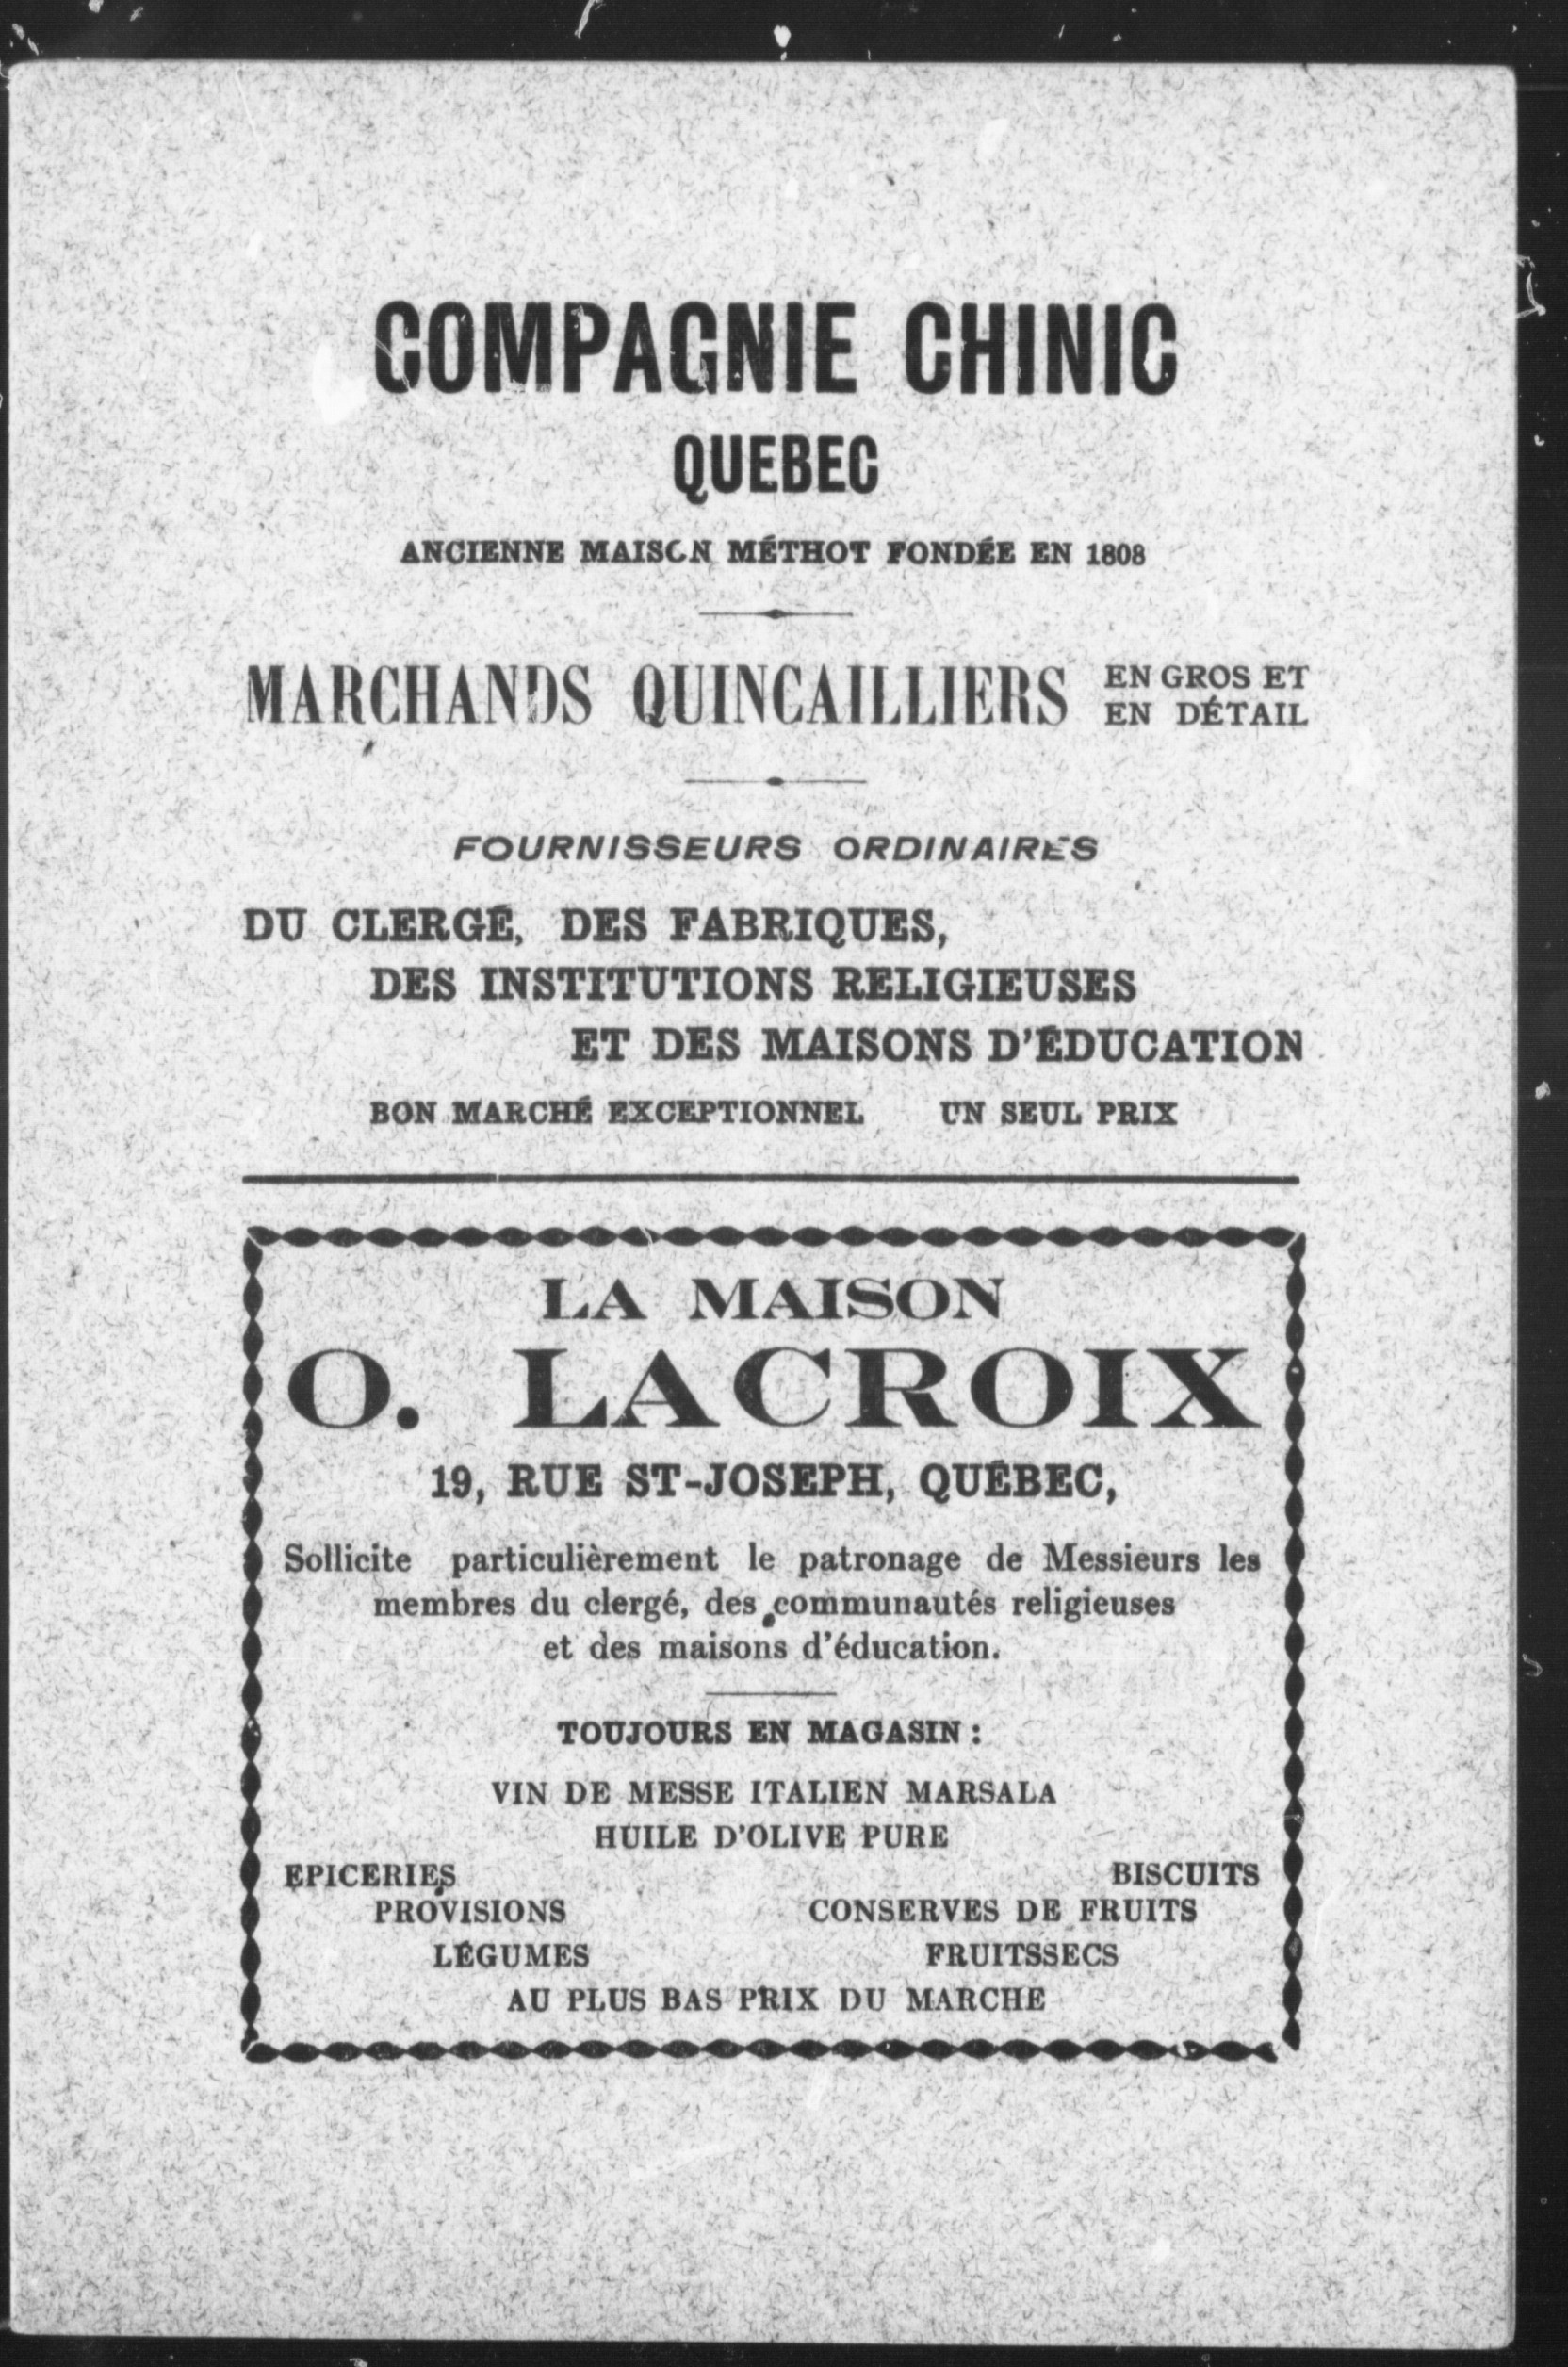 COMPAGNIE CHINIC
QUEBEC
ANCIENNE MAISON MÉTHOT FONDÉE EN 1808
MARCHANDS QUINCAILLIERS EN GROS ET
EN DÉTAIL
FOURNISSEURS ORDINAIRES
DU CLERGÉ, DES FABRIQUES,
DES INSTITUTIONS RELIGIEUSES
ET DES MAISONS D'ÉDUCATION
BON MARCHÉ EXCEPTIONNEL UN SEUL PRIX
LA MAISON
O. LACROIX
19, RUE ST-JOSEPH, QUÉBEC,
Sollicite particulièrement le patronage de Messieurs les
membres du clergé, des communautés religieuses
et des maisons d'éducation.
TOUJOURS EN MAGASIN :
VIN DE MESSE ITALIEN MARSALA
HUILE D'OLIVE PURE
EPICERIES BISCUITS
PROVISIONS CONSERVES DE FRUITS
LÉGUMES FRUITSSECS
AU PLUS BAS PRIX DU MARCHE